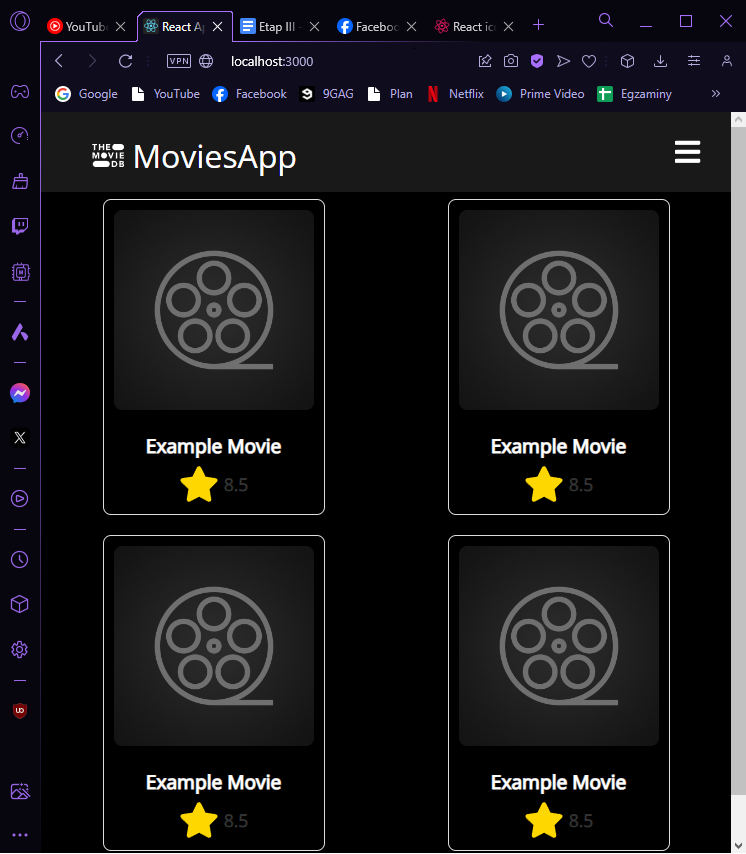 YouTub
React Ap
Etap III -
Faceboc
React ico
VPN
localhost:3000
Google
YouTube
Facebook
9GAG
Plan
Netflix
Prime Video
Egzaminy
THE
MOVIE
DB
MoviesApp
Example Movie
8.5
Example Movie
8.5
Example Movie
8.5
Example Movie
8.5